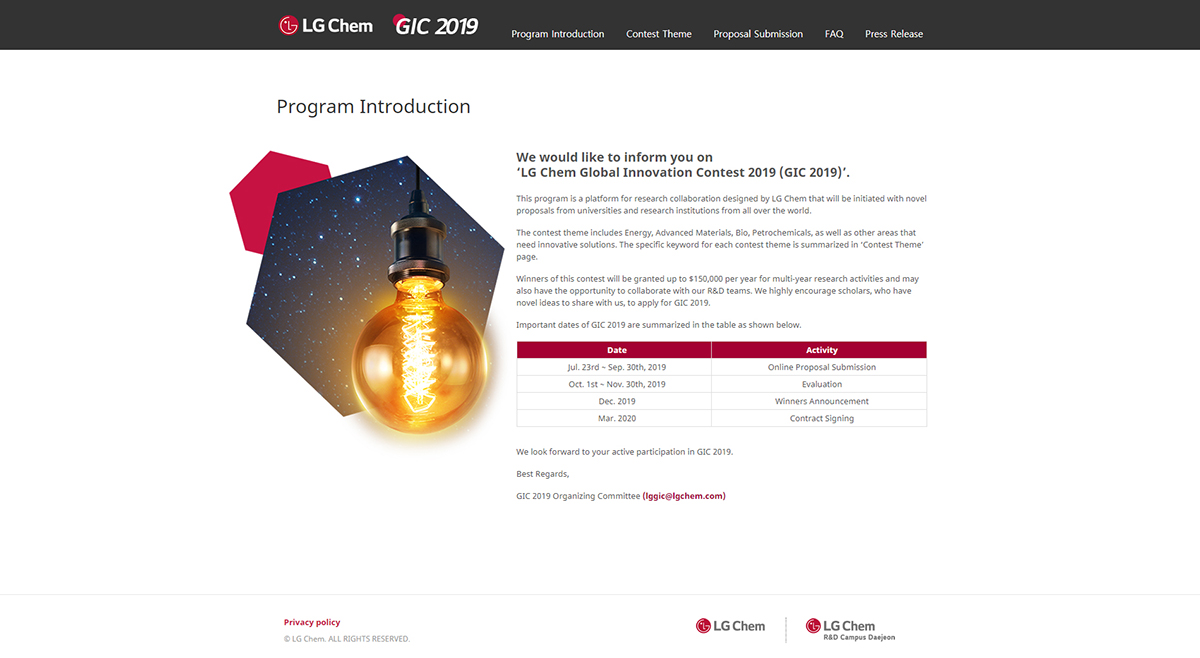 LG Chem GIC 2019 Program Introduction Contest Theme Proposal Submission FAQ Press Release
Program Introduction
We would like to inform you on
‘LG Chem Global Innovation Contest 2019 (GIC 2019)’.
This program is a platform for research collaboration designed by LG Chem that will be initiated with novel
proposals from universities and research institutions from all over the world.
The contest theme includes Energy, Advanced Materials, Bio, Petrochemicals, as well as other areas that
need innovative solutions. The specific keyword for each contest theme is summarized in 'Contest Theme'
page.
Winners of this contest will be granted up to $150,000 per year for multi-year research activities and may
also have the opportunity to collaborate with our R&D teams. We highly encourage scholars, who have
novel ideas to share with us, to apply for GIC 2019.
Important dates of GIC 2019 are summarized in the table as shown below.
Date Activity
Jul. 23rd ~ Sep. 30th, 2019 Online Proposal Submission
Oct. 1st ~ Nov. 30th, 2019 Evaluation
Dec. 2019 Winners Announcement
Mar. 2020 Contract Signing
We look forward to your active participation in GIC 2019.
Best Regards,
GIC 2019 Organizing Committee (lggic@lgchem.com)
Privacy policy
© LG Chem. ALL RIGHTS RESERVED.
LG Chem LG Chem
R&D Campus Daejeon